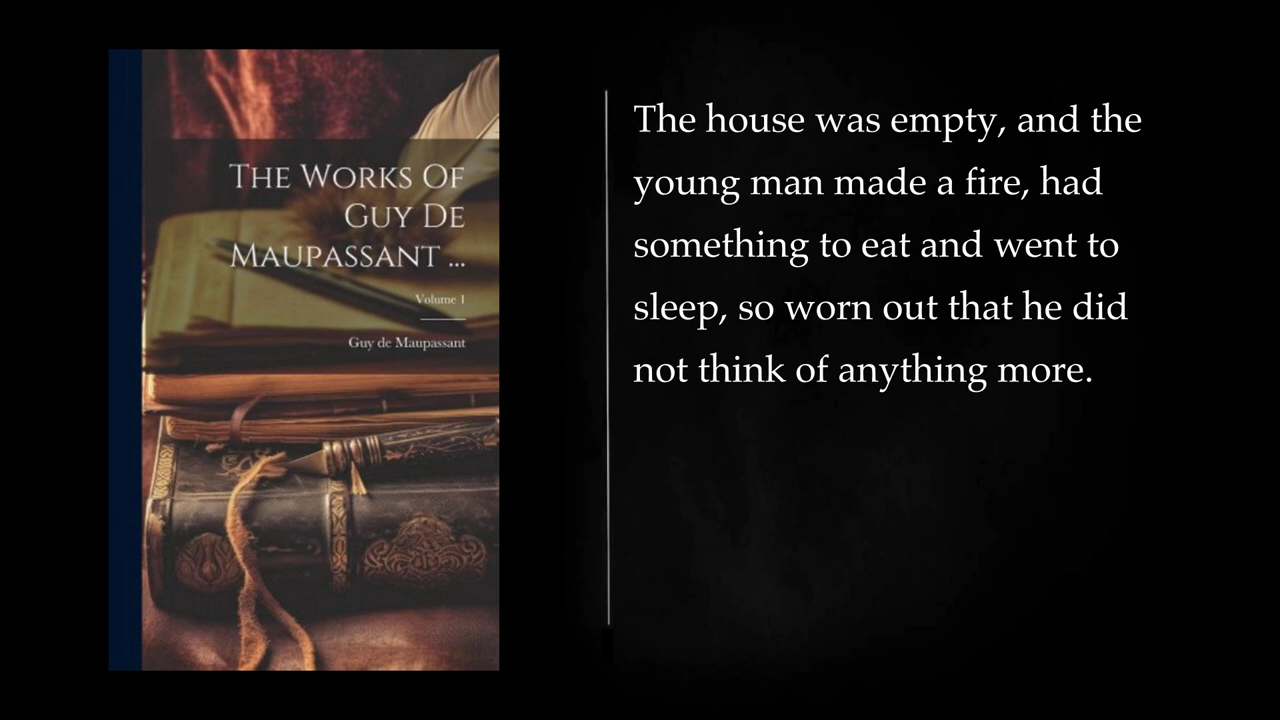 THE WORKS OF
GUY DE
MAUPASSANT ...
Volume 1
Guy de Maupassant
The house was empty, and the
young man made a fire, had
something to eat and went to
sleep, so worn out that he did
not think of anything more.